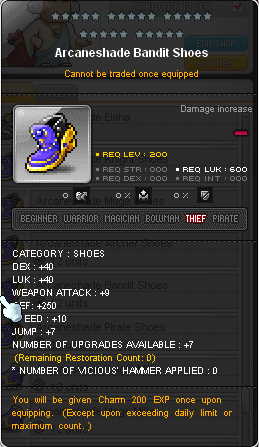 Arcaneshade Bandit Shoes
Cannot be traded once equipped
Damage increase
REQ LEV : 200
REQ STR : 000
REQ LUK : 600
REQ DEX : 000
REQ INT : 000
0 0 % 0 %
BEGINNER WARRIOR MAGICIAN BOWMAN THIEF PIRATE
CATEGORY : SHOES
DEX : +40
LUK : +40
WEAPON ATTACK : +9
EF: +250
EED : +10
JUMP : +7
NUMBER OF UPGRADES AVAILABLE : +7
(Remaining Restoration Count: 0)
* NUMBER OF VICIOUS' HAMMER APPLIED : 0
You will be given Charm 200 EXP once upon
equipping. (Except upon exceeding daily limit or
maximum count. )